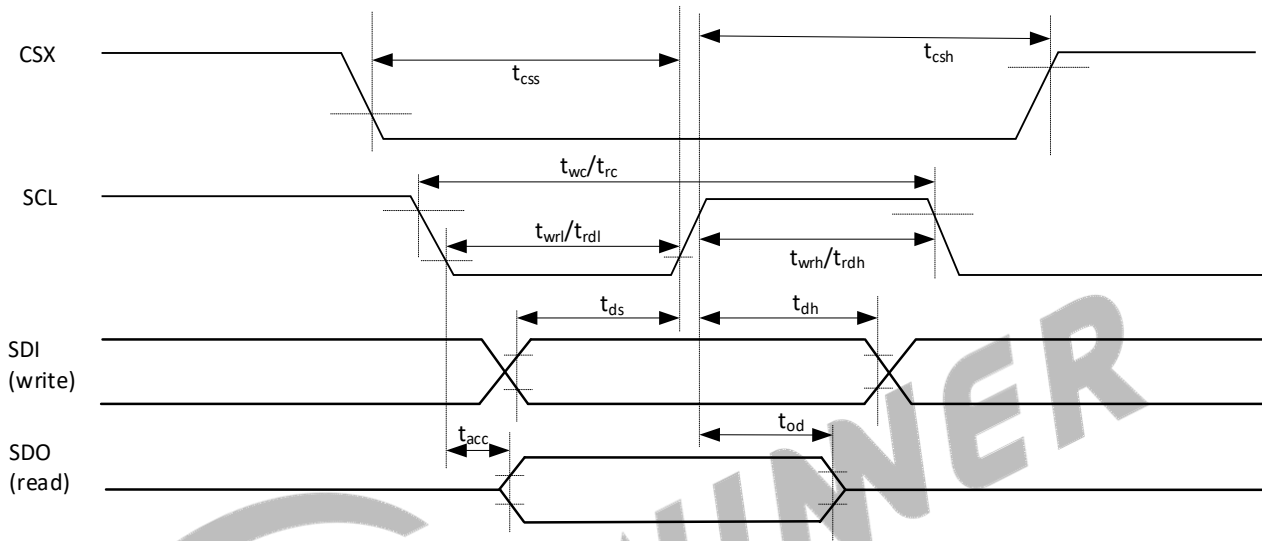 CSX
t_css
t_csh
SCL
t_wc/t_rc
t_wrl/t_rdl
t_wrh/t_rdh
t_ds
t_dh
SDI
(write)
t_acc
t_od
SDO
(read)